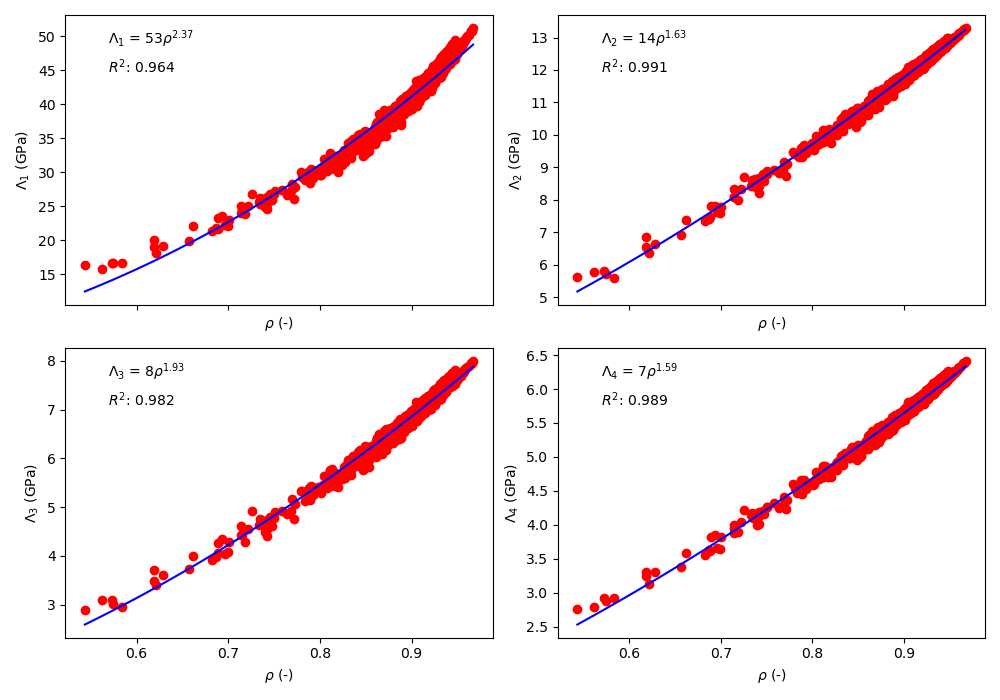 Λ₁ = 53ρ^2.37
R²: 0.964
Λ₁ (GPa)
50
45
40
35
30
25
20
15
ρ (-)
Λ₂ = 14ρ^1.63
R²: 0.991
Λ₂ (GPa)
13
12
11
10
9
8
7
6
5
ρ (-)
Λ₃ = 8ρ^1.93
R²: 0.982
Λ₃ (GPa)
8
7
6
5
4
3
0.6 0.7 0.8 0.9
ρ (-)
Λ₄ = 7ρ^1.59
R²: 0.989
Λ₄ (GPa)
6.5
6.0
5.5
5.0
4.5
4.0
3.5
3.0
2.5
0.6 0.7 0.8 0.9
ρ (-)